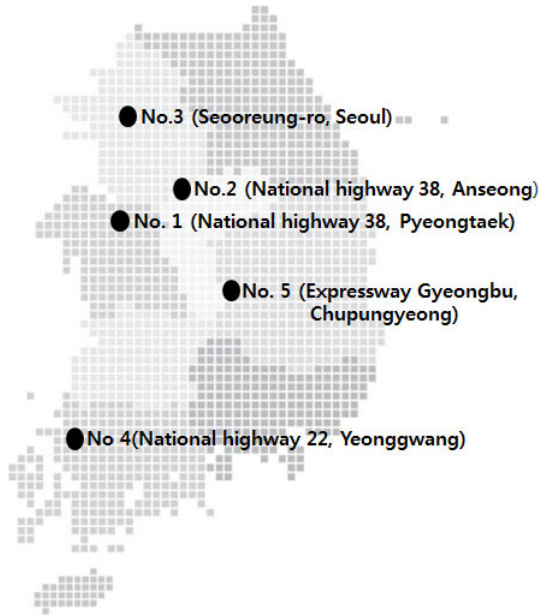 No.3 (Seooreung-ro, Seoul)
No.2 (National highway 38, Anseong)
No. 1 (National highway 38, Pyeongtaek)
No. 5 (Expressway Gyeongbu,
Chupungyeong)
No 4(National highway 22, Yeonggwang)